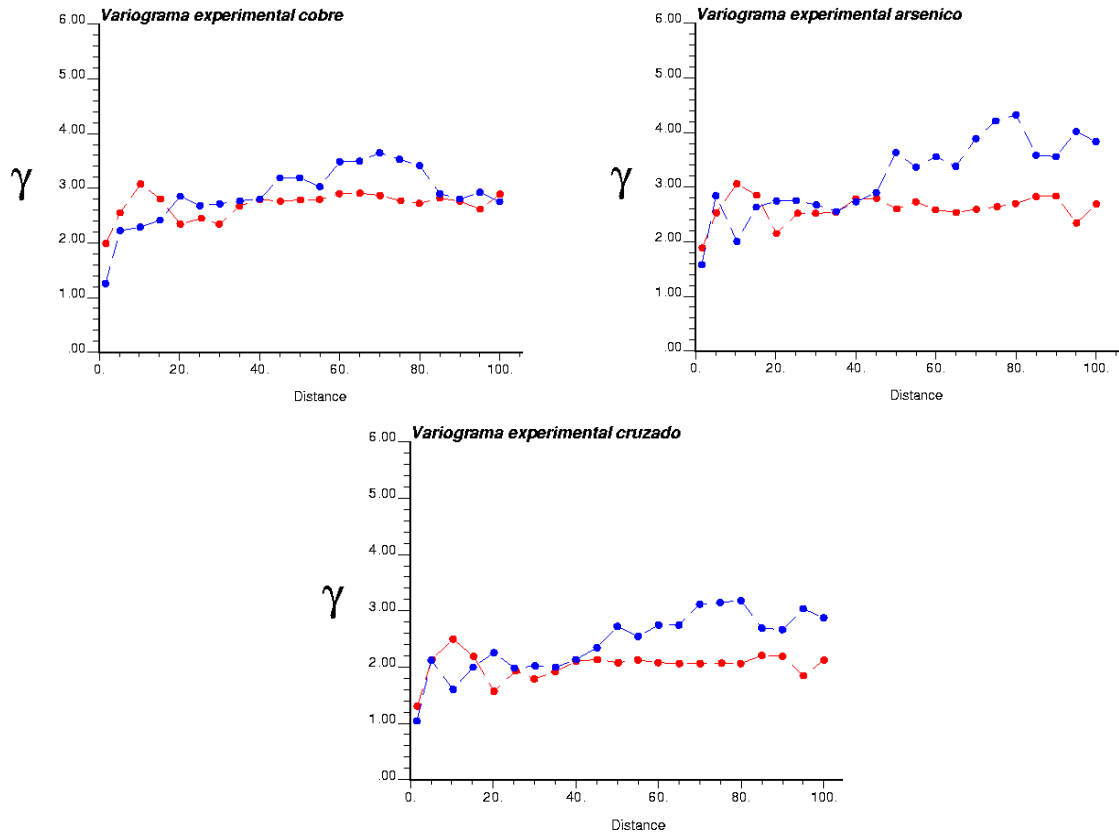 Variograma experimental cobre
6.00
5.00
4.00
γ
3.00
2.00
1.00
.00
0. 20. 40. 60. 80. 100.
Distance
Variograma experimental arsenico
6.00
5.00
4.00
γ
3.00
2.00
1.00
.00
0. 20. 40. 60. 80. 100.
Distance
Variograma experimental cruzado
6.00
5.00
4.00
γ
3.00
2.00
1.00
.00
0. 20. 40. 60. 80. 100.
Distance